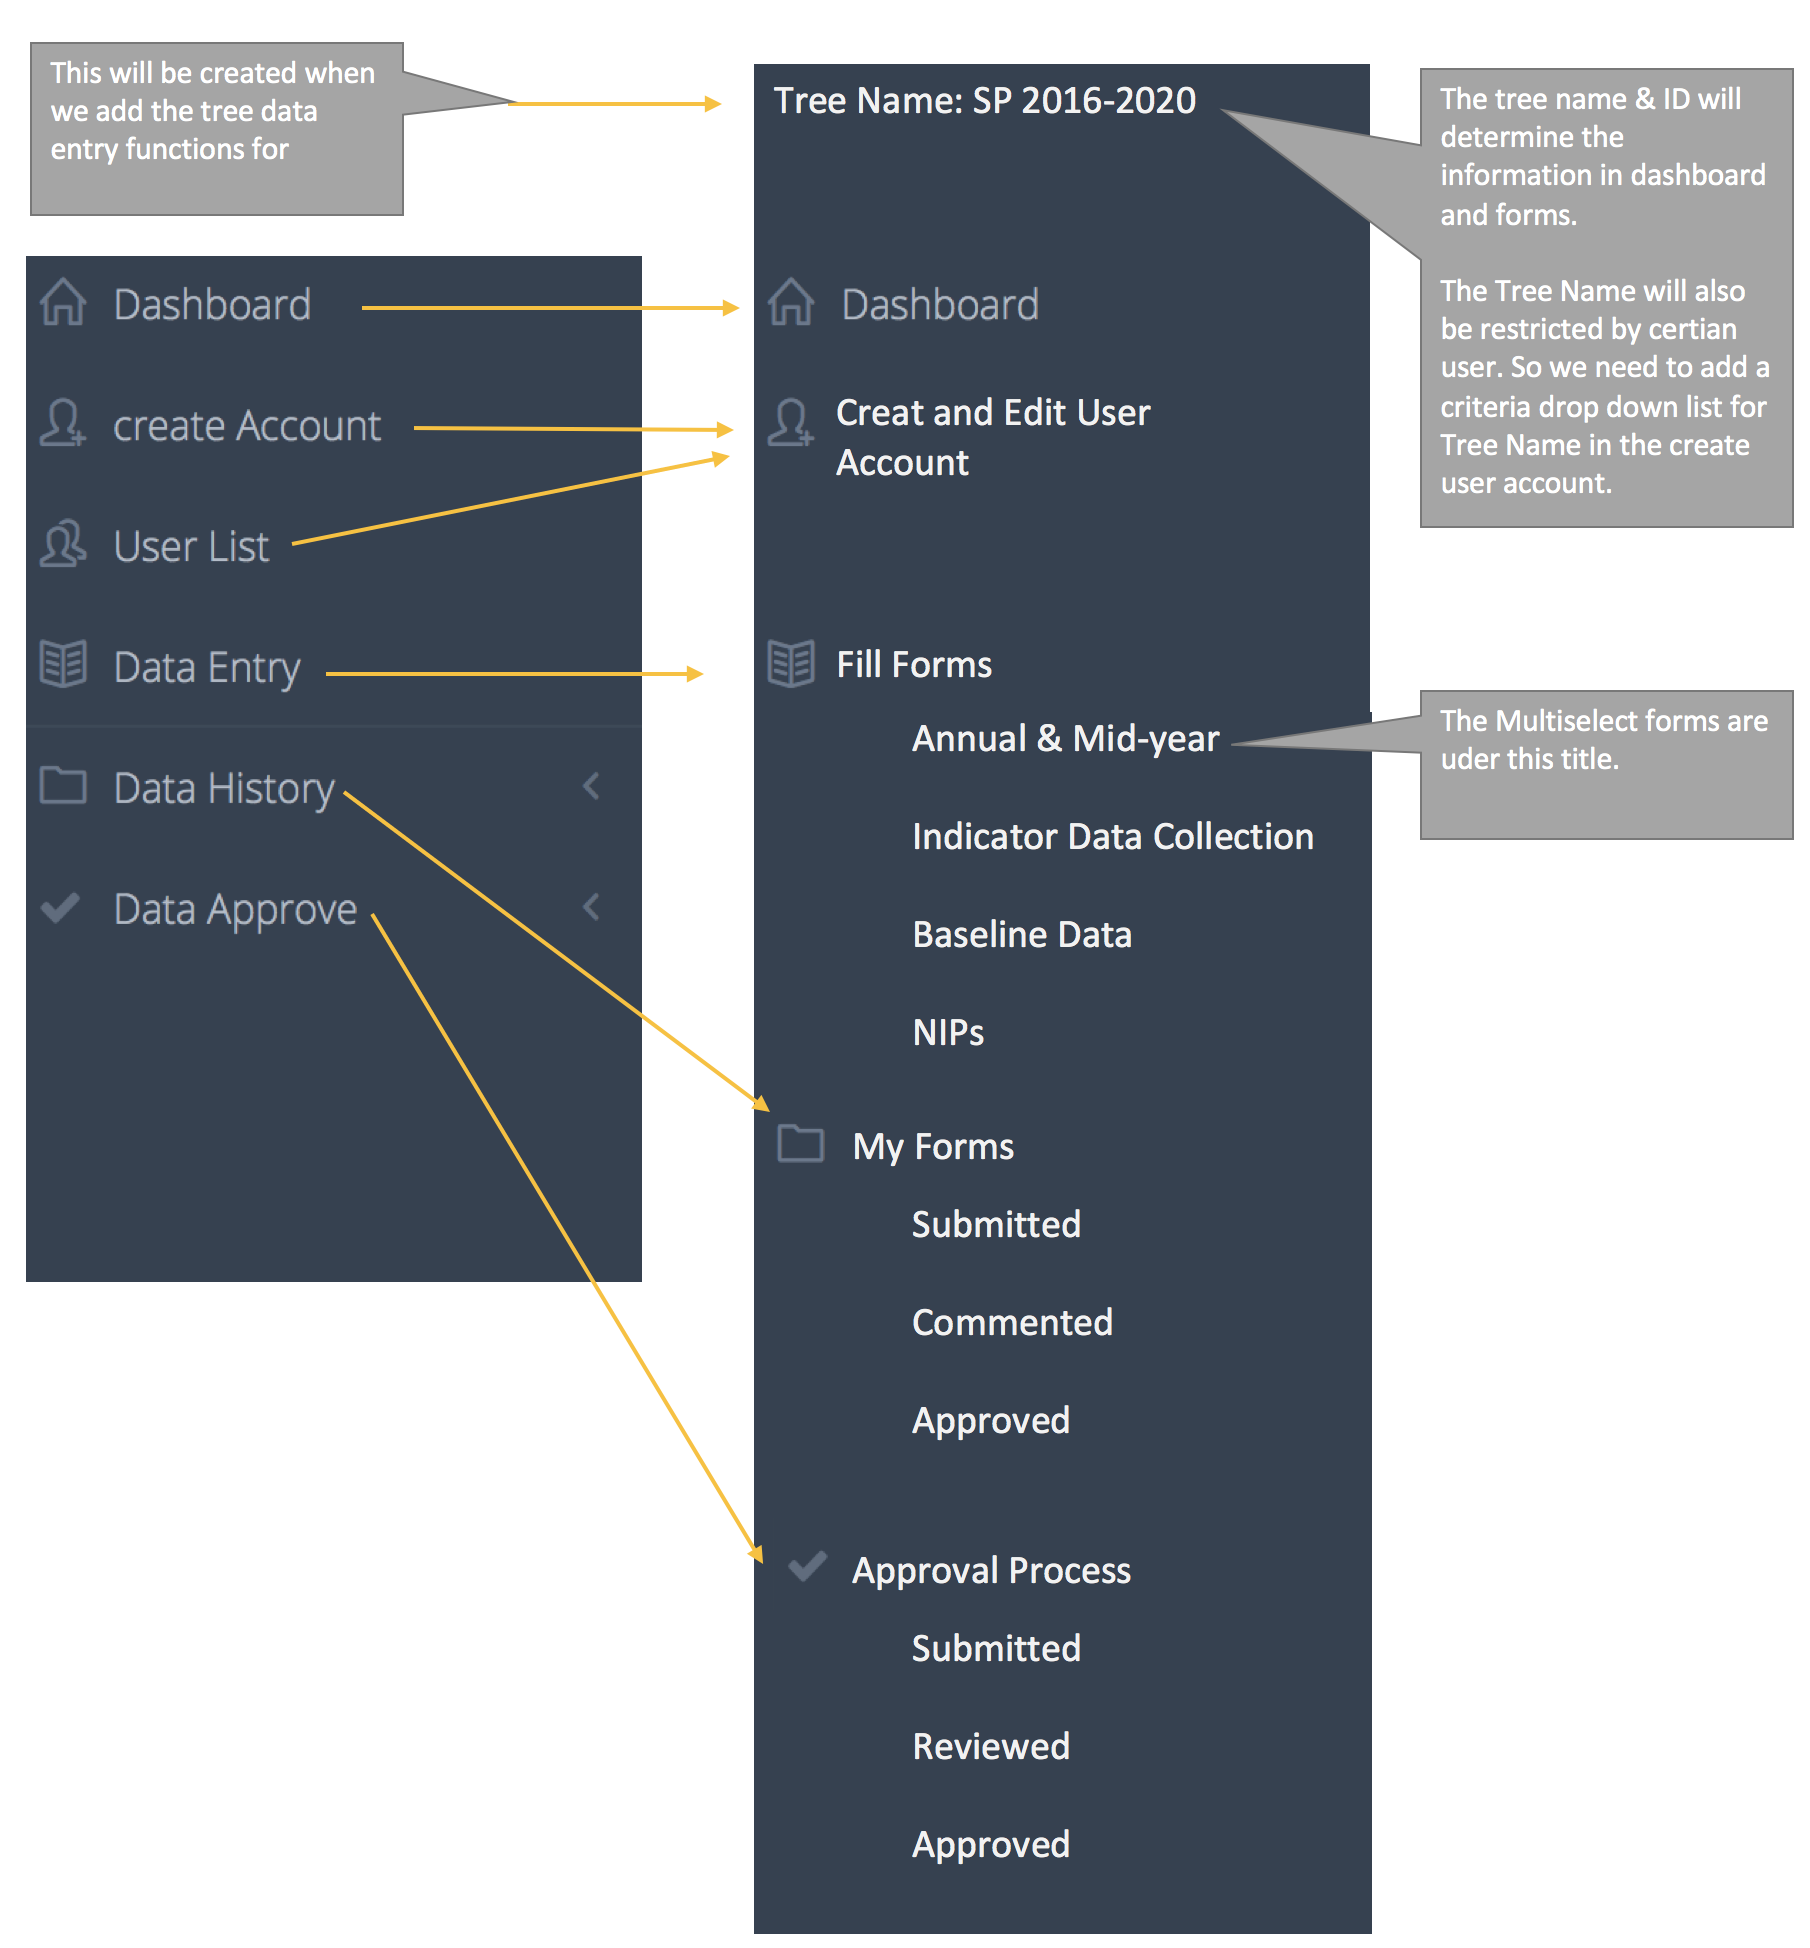 This will be created when
we add the tree data
entry functions for
Tree Name: SP 2016-2020
The tree name & ID will
determine the
information in dashboard
and forms.
The Tree Name will also
be restricted by certian
user. So we need to add a
criteria drop down list for
Tree Name in the create
user account.
Dashboard
create Account
User List
Data Entry
Data History
Data Approve
Dashboard
Creat and Edit User
Account
Fill Forms
Annual & Mid-year
The Multiselect forms are
uder this title.
Indicator Data Collection
Baseline Data
NIPs
My Forms
Submitted
Commented
Approved
Approval Process
Submitted
Reviewed
Approved